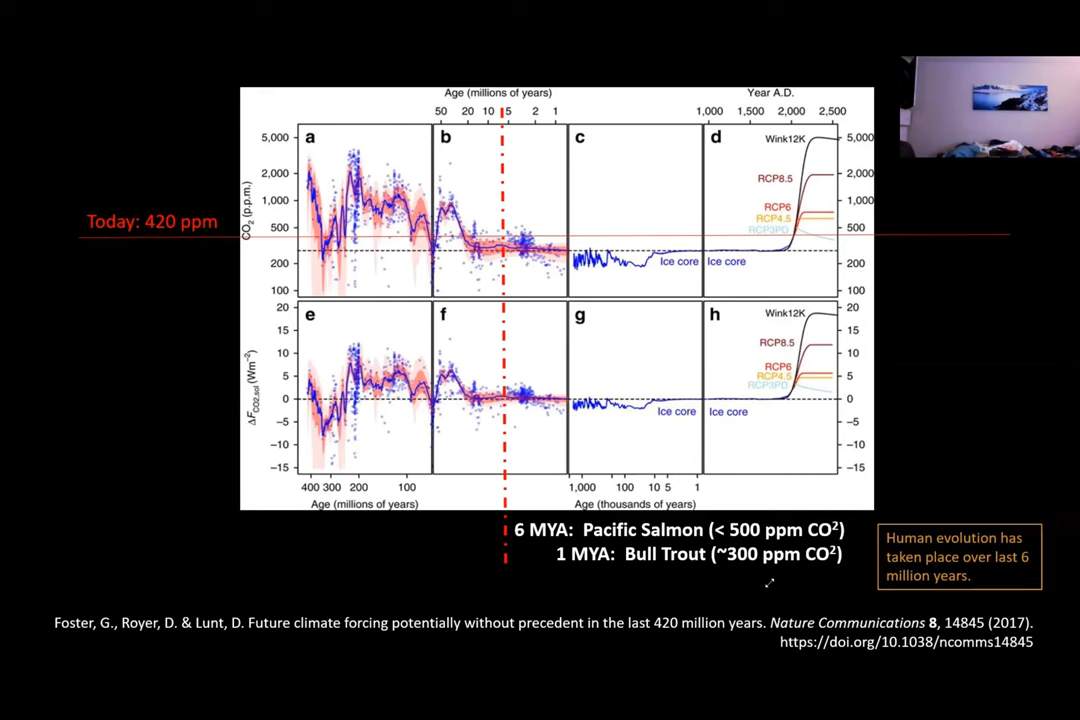 Age (millions of years)
50 20 10 5 2 1
Year A.D.
1,000 1,500 2,000 2,500
a b c d
5,000
2,000
1,000
500
200
100
CO2 (p.p.m.)
Today: 420 ppm
Wink12K
RCP8.5
RCP6
RCP4.5
RCP3PD
Ice core
Ice core
5,000
2,000
1,000
500
200
100
e f g h
20
15
10
5
0
−5
−10
−15
ΔFCO2,sol (Wm−2)
Wink12K
RCP8.5
RCP6
RCP4.5
RCP3PD
Ice core
Ice core
20
15
10
5
0
−5
−10
−15
400 300 200 100
Age (millions of years)
1,000 100 10 5 1
Age (thousands of years)
6 MYA: Pacific Salmon (< 500 ppm CO²)
1 MYA: Bull Trout (~300 ppm CO²)
Human evolution has
taken place over last 6
million years.
Foster, G., Royer, D. & Lunt, D. Future climate forcing potentially without precedent in the last 420 million years. Nature Communications 8, 14845 (2017).
https://doi.org/10.1038/ncomms14845